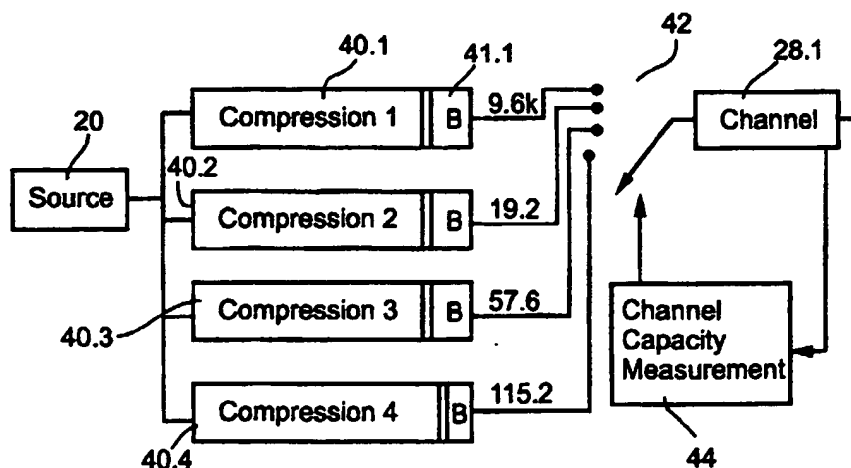 40.1
41.1
42
28.1
Compression 1
B
9.6k
Channel
20
40.2
Source
Compression 2
B
19.2
Compression 3
B
57.6
40.3
Channel
Capacity
Measurement
Compression 4
B
115.2
40.4
44